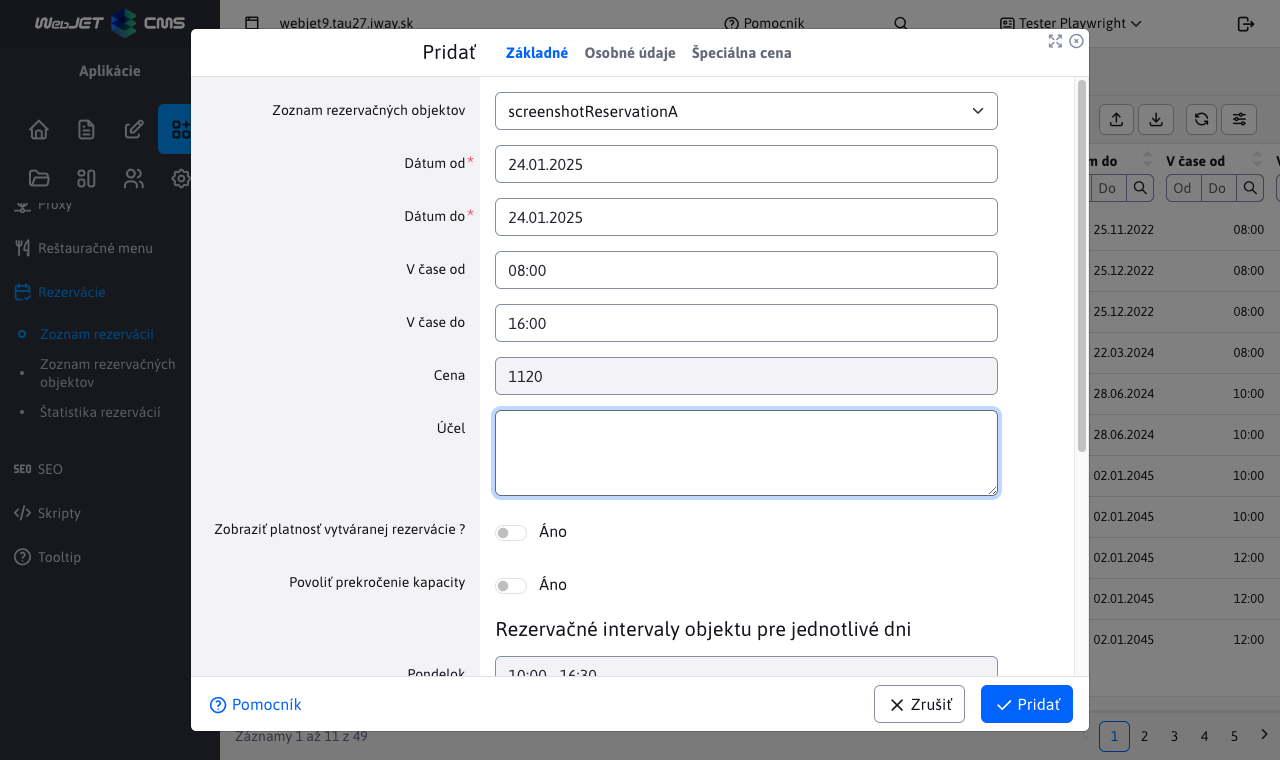 WebJET CMS
webjet9.tau27.iway.sk
Pomocník
Tester Playwright
Aplikácie
Proxy
Reštauračné menu
Rezervácie
Zoznam rezervácií
Zoznam rezervačných
objektov
Štatistika rezervácií
SEO SEO
Skripty
Tooltip
Pridať
Základné
Osobné údaje
Špeciálna cena
Zoznam rezervačných objektov
screenshotReservationA
Dátum od*
24.01.2025
Dátum do*
24.01.2025
V čase od
08:00
V čase do
16:00
Cena
1120
Účel
Zobraziť platnosť vytváranej rezervácie ?
Áno
Povoliť prekročenie kapacity
Áno
Rezervačné intervaly objektu pre jednotlivé dni
Pondelok
10:00 - 16:30
Pomocník
Zrušiť
Pridať
m do
V čase od
V
Do
Od
Do
25.11.2022 08:00
25.12.2022 08:00
25.12.2022 08:00
22.03.2024 08:00
28.06.2024 10:00
28.06.2024 10:00
02.01.2045 10:00
02.01.2045 10:00
02.01.2045 12:00
02.01.2045 12:00
02.01.2045 12:00
Záznamy 1 až 11 z 49
1 2 3 4 5